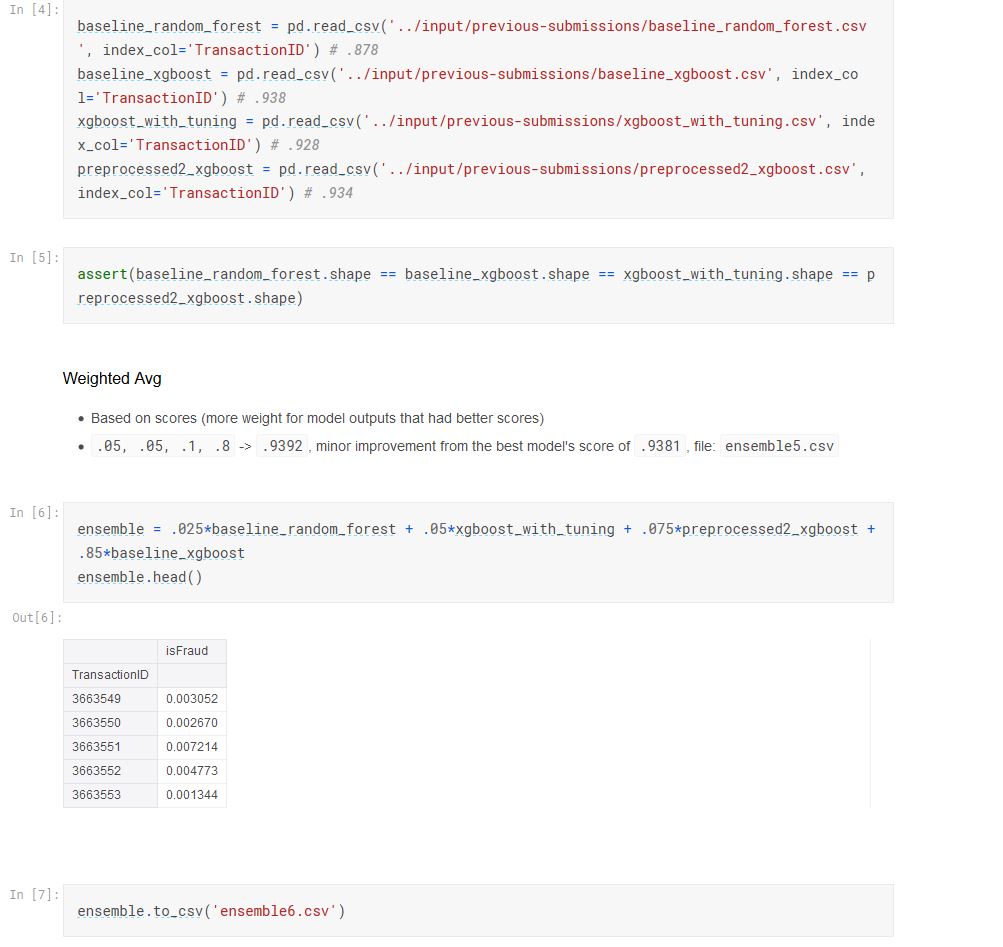 In [4]:
baseline_random_forest = pd.read_csv('../input/previous-submissions/baseline_random_forest.csv
', index_col='TransactionID') # .878
baseline_xgboost = pd.read_csv('../input/previous-submissions/baseline_xgboost.csv', index_co
l='TransactionID') # .938
xgboost_with_tuning = pd.read_csv('../input/previous-submissions/xgboost_with_tuning.csv', inde
x_col='TransactionID') # .928
preprocessed2_xgboost = pd.read_csv('../input/previous-submissions/preprocessed2_xgboost.csv',
index_col='TransactionID') # .934
In [5]:
assert(baseline_random_forest.shape == baseline_xgboost.shape == xgboost_with_tuning.shape == p
reprocessed2_xgboost.shape)
Weighted Avg
• Based on scores (more weight for model outputs that had better scores)
• .05, .05, .1, .8 -> .9392 , minor improvement from the best model's score of .9381 , file: ensemble5.csv
In [6]:
ensemble = .025*baseline_random_forest + .05*xgboost_with_tuning + .075*preprocessed2_xgboost +
.85*baseline_xgboost
ensemble.head()
Out[6]:
isFraud
TransactionID
3663549 0.003052
3663550 0.002670
3663551 0.007214
3663552 0.004773
3663553 0.001344
In [7]:
ensemble.to_csv('ensemble6.csv')